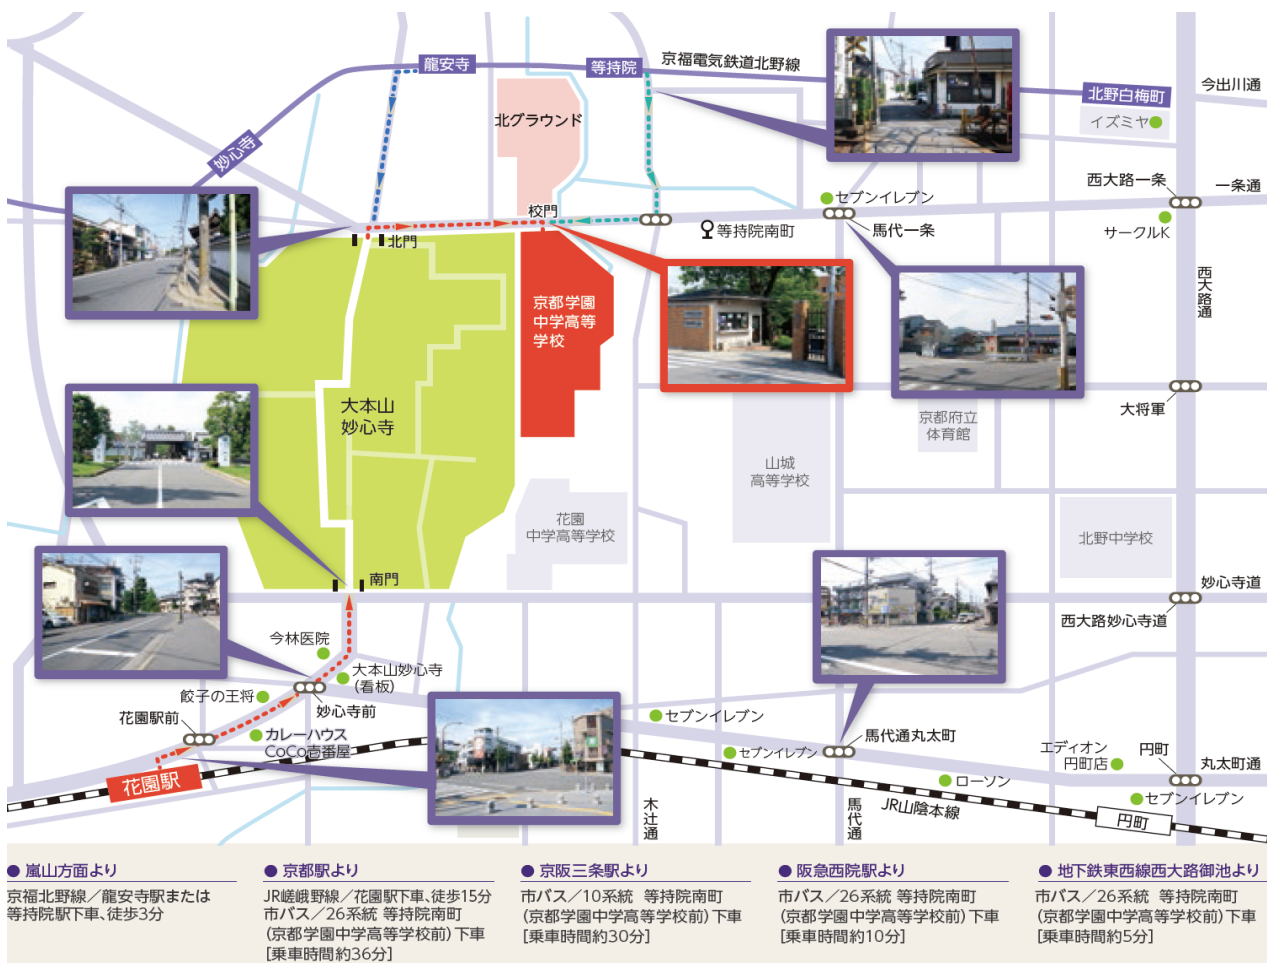 龍安寺
等持院
京福電気鉄道北野線
北野白梅町
今出川通
イズミヤ
北グラウンド
妙心寺
西大路一条
一条通
セブンイレブン
校門
北門
等持院南町
馬代一条
サークルK
西大路通
京都学園
中学高等
学校
大本山
妙心寺
大将軍
京都府立
体育館
山城
高等学校
花園
中学高等学校
北野中学校
南門
妙心寺道
西大路妙心寺道
今林医院
大本山妙心寺
(看板)
餃子の王将
妙心寺前
花園駅前
カレーハウス
CoCo壱番屋
セブンイレブン
馬代通丸太町
セブンイレブン
エディオン
円町店
円町
丸太町通
花園駅
ローソン
セブンイレブン
JR山陰本線
円町
木辻通
馬代通
● 嵐山方面より
京福北野線／龍安寺駅または
等持院駅下車、徒歩3分
● 京都駅より
JR嵯峨野線／花園駅下車、徒歩15分
市バス／26系統 等持院南町
(京都学園中学高等学校前)下車
[乗車時間約36分]
● 京阪三条駅より
市バス／10系統 等持院南町
(京都学園中学高等学校前)下車
[乗車時間約30分]
● 阪急西院駅より
市バス／26系統 等持院南町
(京都学園中学高等学校前)下車
[乗車時間約10分]
● 地下鉄東西線西大路御池より
市バス／26系統 等持院南町
(京都学園中学高等学校前)下車
[乗車時間約5分]